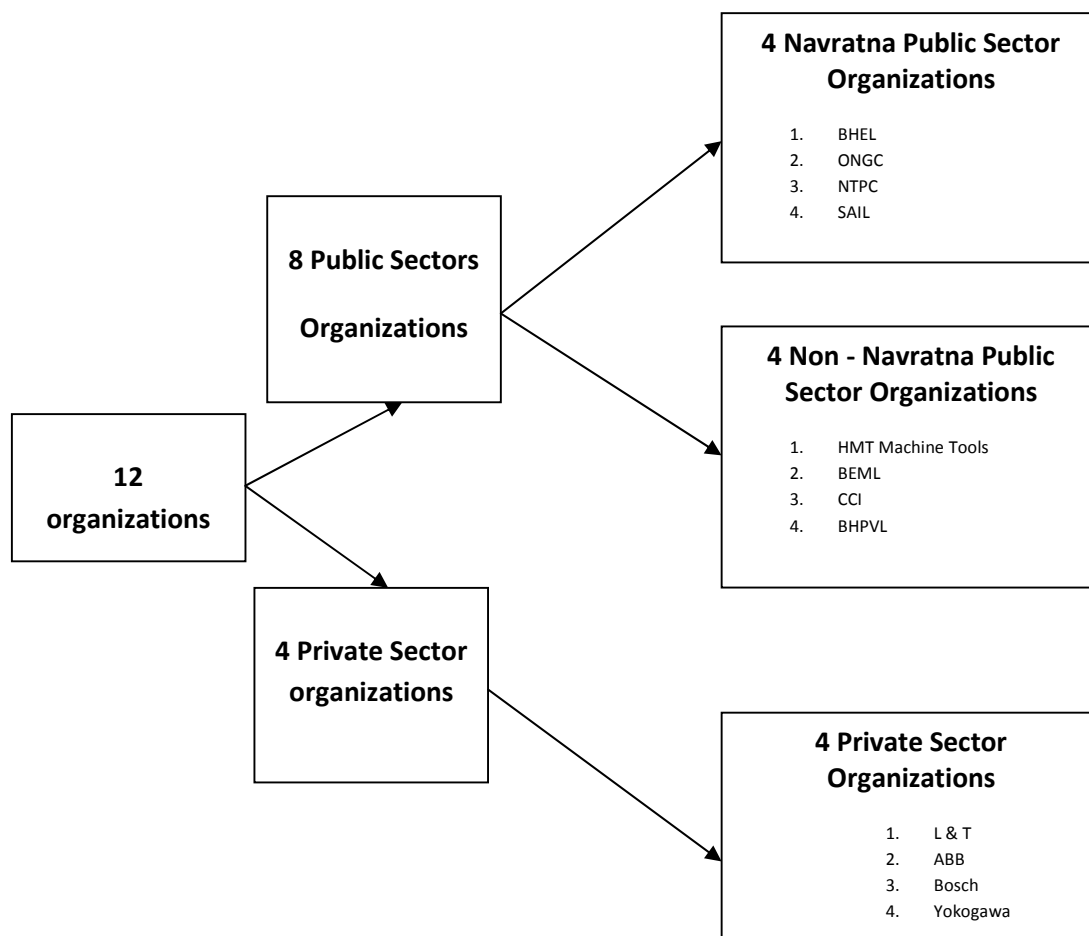 12
organizations
8 Public Sectors
Organizations
4 Private Sector
organizations
4 Navratna Public Sector
Organizations
1. BHEL
2. ONGC
3. NTPC
4. SAIL
4 Non - Navratna Public
Sector Organizations
1. HMT Machine Tools
2. BEML
3. CCI
4. BHPVL
4 Private Sector
Organizations
1. L & T
2. ABB
3. Bosch
4. Yokogawa